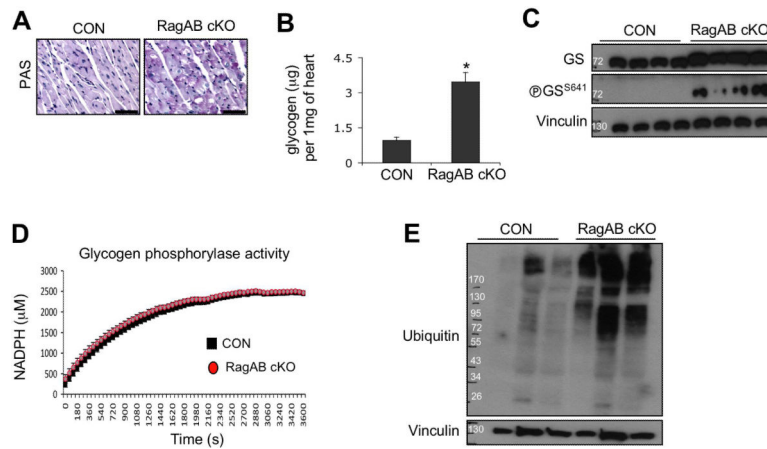 A
CON
RagAB cKO
PAS
B
glycogen (µg)
per 1mg of heart
4.5
3
1.5
0
*
CON
RagAB cKO
C
CON
RagAB cKO
GS
72
ⓅGS^S641
72
Vinculin
130
D
Glycogen phosphorylase activity
NADPH (µM)
3000
2500
2000
1500
1000
500
0
CON
RagAB cKO
0 180 360 540 720 900 1080 1260 1440 1620 1800 1980 2160 2340 2520 2700 2880 3060 3240 3420 3600
Time (s)
E
CON
RagAB cKO
Ubiquitin
170
130
95
72
55
43
34
26
Vinculin
130